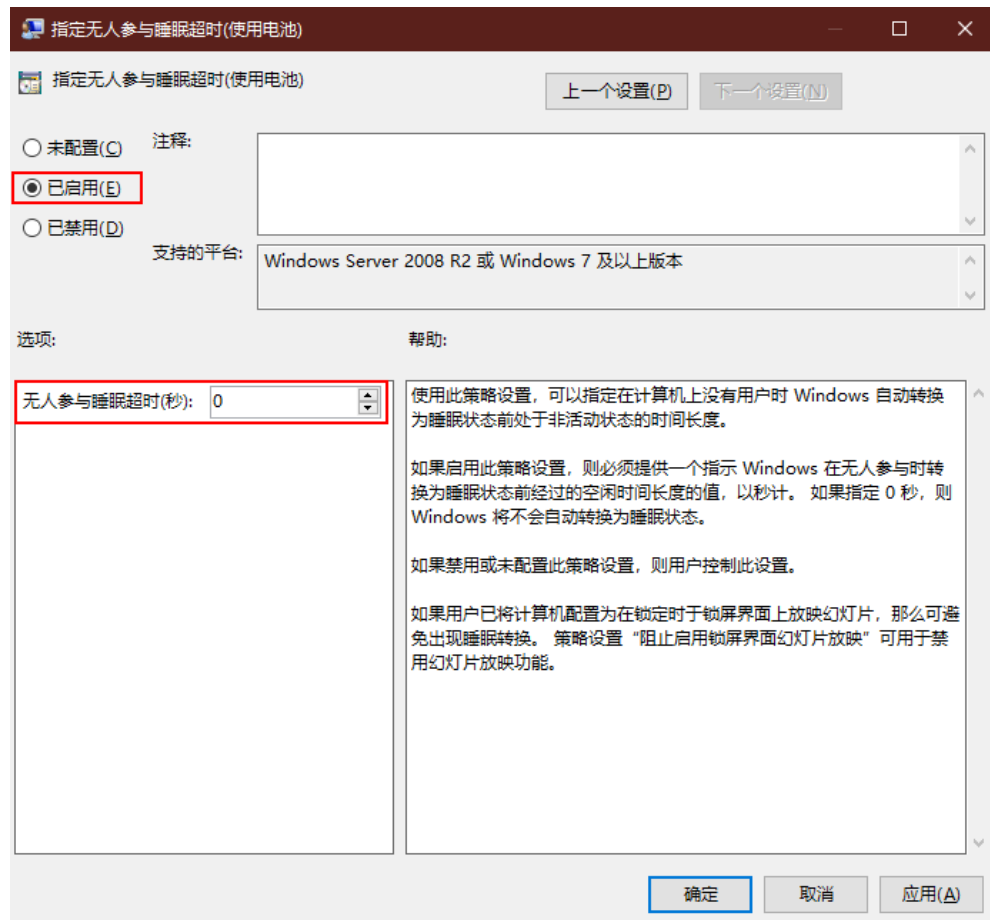 指定无人参与睡眠超时(使用电池)
指定无人参与睡眠超时(使用电池)
上一个设置(P)
下一个设置(N)
未配置(C)
注释:
已启用(E)
已禁用(D)
支持的平台:
Windows Server 2008 R2 或 Windows 7 及以上版本
选项:
帮助:
无人参与睡眠超时(秒):
0
使用此策略设置，可以指定在计算机上没有用户时 Windows 自动转换
为睡眠状态前处于非活动状态的时间长度。
如果启用此策略设置，则必须提供一个指示 Windows 在无人参与时转
换为睡眠状态前经过的空闲时间长度的值，以秒计。 如果指定 0 秒，则
Windows 将不会自动转换为睡眠状态。
如果禁用或未配置此策略设置，则用户控制此设置。
如果用户已将计算机配置为在锁定时于锁屏界面上放映幻灯片，那么可避
免出现睡眠转换。 策略设置“阻止启用锁屏界面幻灯片放映”可用于禁
用幻灯片放映功能。
确定
取消
应用(A)